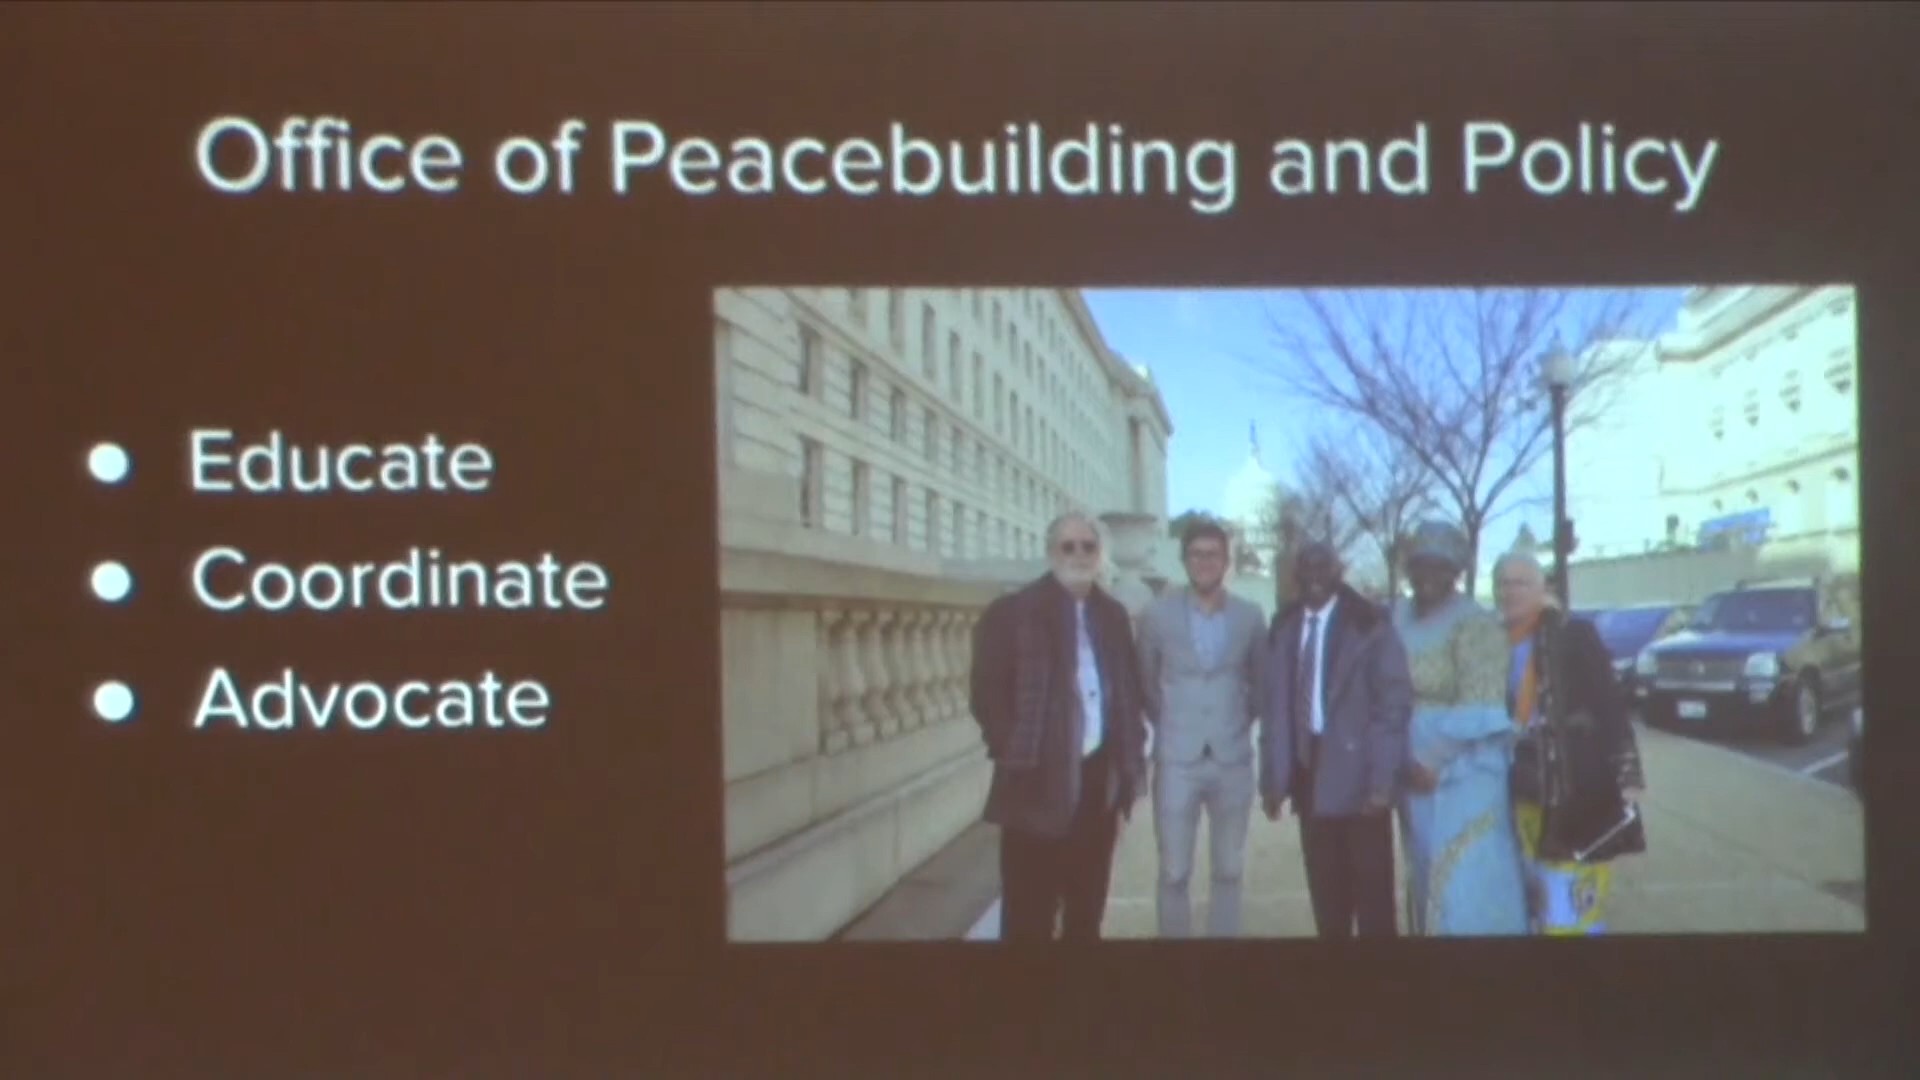 Office of Peacebuilding and Policy
• Educate
• Coordinate
• Advocate